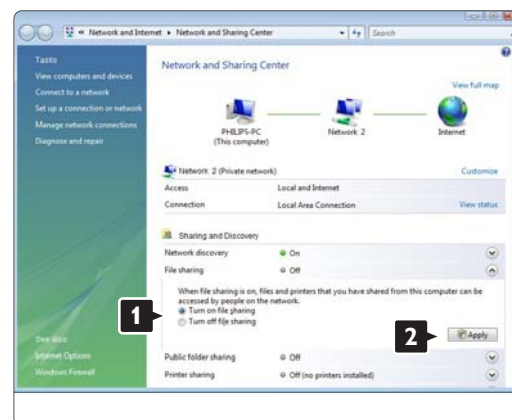 Network and Internet Network and Sharing Center
Search
Tasks
View computers and devices
Connect to a network
Set up a connection or network
Manage network connections
Diagnose and repair
See also
Internet Options
Windows Firewall
Network and Sharing Center
View full map
PHILIPS-PC
(This computer)
Network 2
Internet
Network 2 (Private network)
Customize
Access Local and Internet
Connection Local Area Connection View status
Sharing and Discovery
Network discovery On
File sharing Off
When file sharing is on, files and printers that you have shared from this computer can be
accessed by people on the network.
1 Turn on file sharing
Turn off file sharing
2 Apply
Public folder sharing Off
Printer sharing Off (no printers installed)